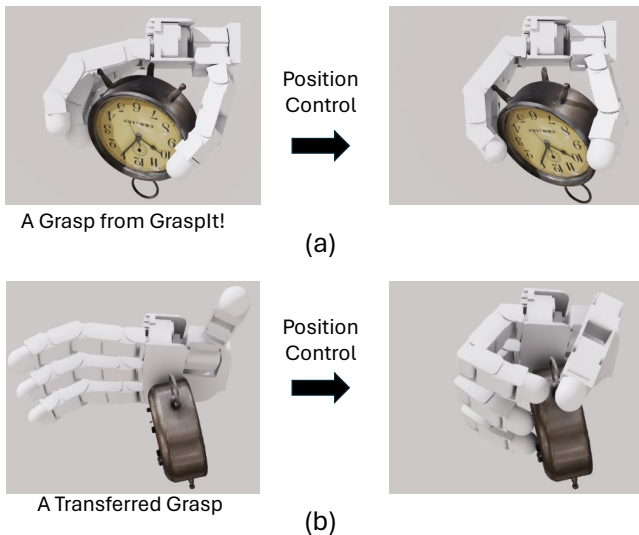 Position
Control
A Grasp from GraspIt!
(a)
Position
Control
A Transferred Grasp
(b)